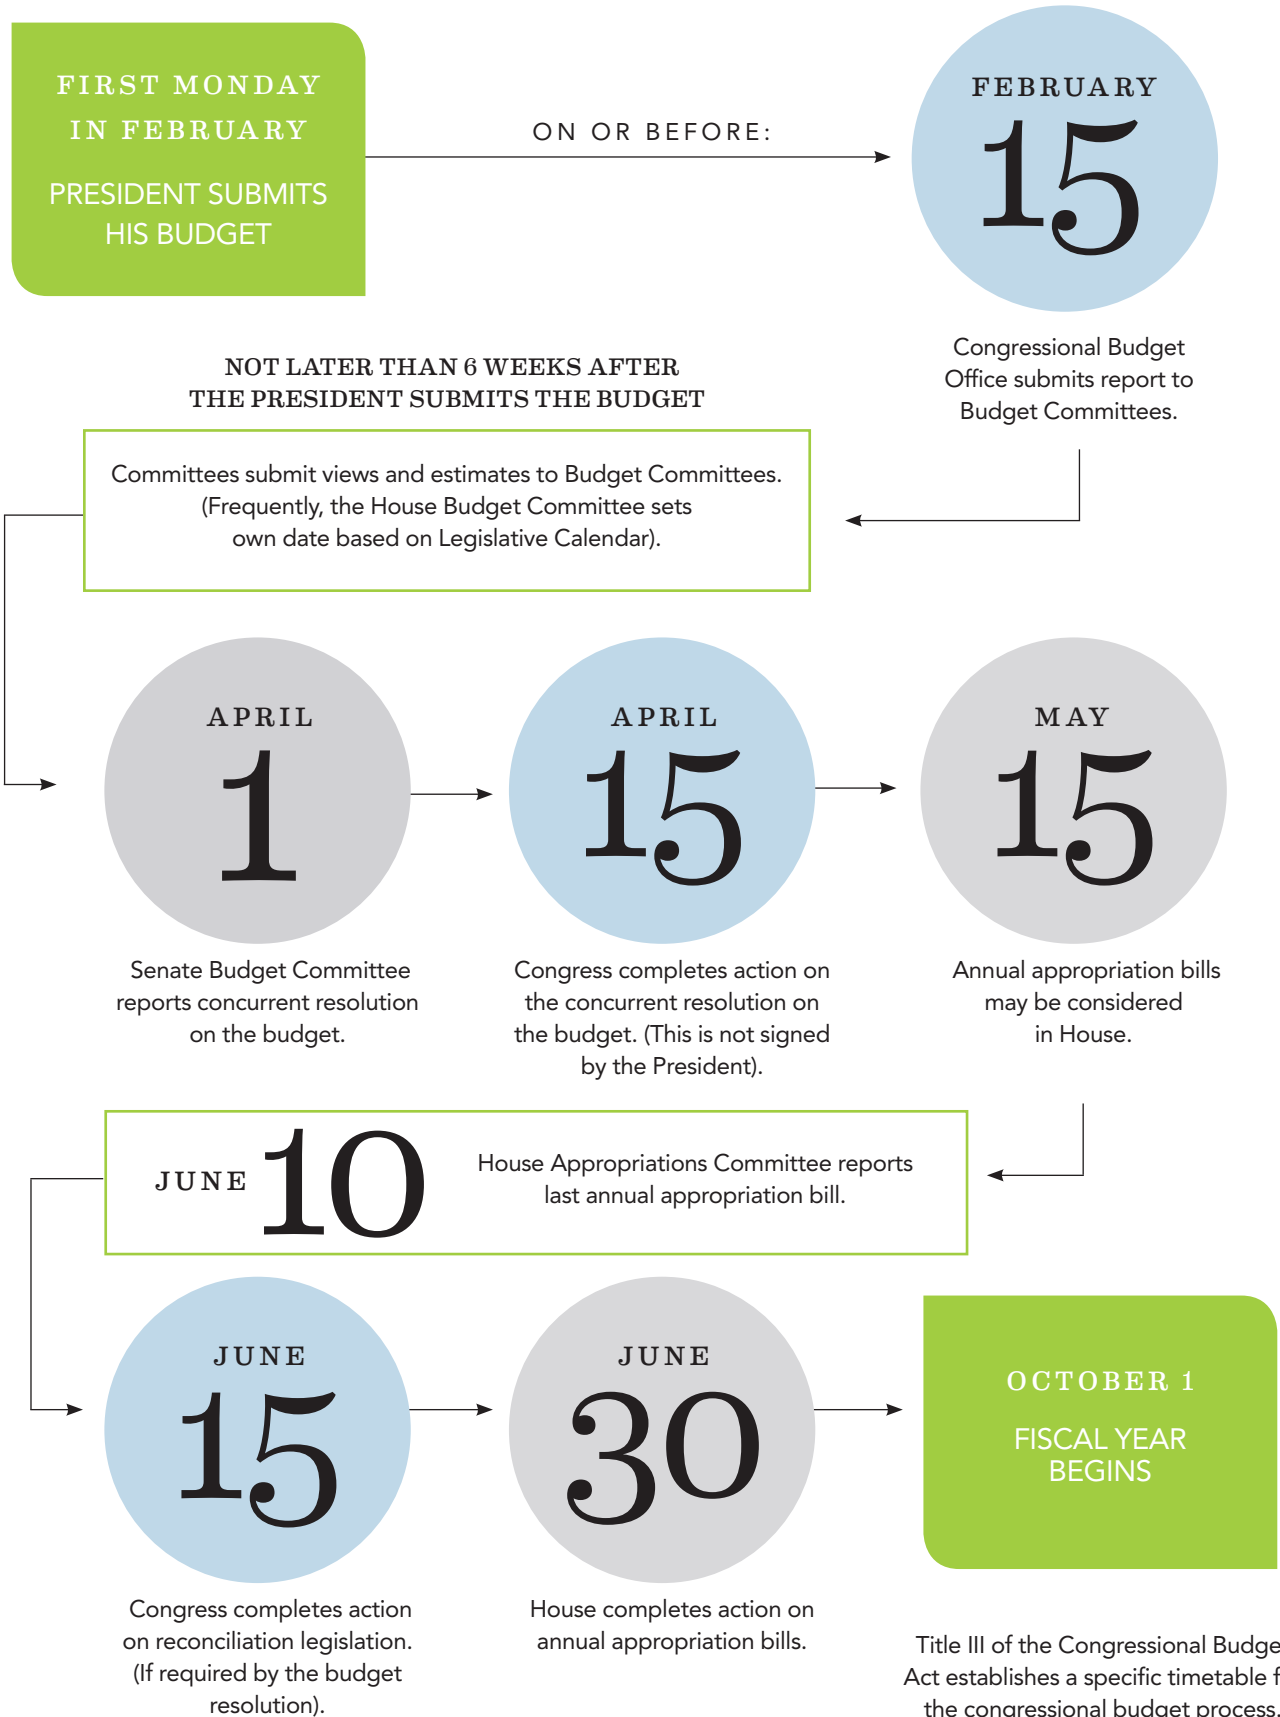 FIRST MONDAY
IN FEBRUARY
PRESIDENT SUBMITS
HIS BUDGET
ON OR BEFORE:
FEBRUARY
15
Congressional Budget
Office submits report to
Budget Committees.
NOT LATER THAN 6 WEEKS AFTER
THE PRESIDENT SUBMITS THE BUDGET
Committees submit views and estimates to Budget Committees.
(Frequently, the House Budget Committee sets
own date based on Legislative Calendar).
APRIL
1
Senate Budget Committee
reports concurrent resolution
on the budget.
APRIL
15
Congress completes action on
the concurrent resolution on
the budget. (This is not signed
by the President).
MAY
15
Annual appropriation bills
may be considered
in House.
JUNE 10
House Appropriations Committee reports
last annual appropriation bill.
JUNE
15
Congress completes action
on reconciliation legislation.
(If required by the budget
resolution).
JUNE
30
House completes action on
annual appropriation bills.
OCTOBER 1
FISCAL YEAR
BEGINS
Title III of the Congressional Budge
Act establishes a specific timetable f
the congressional budget process.